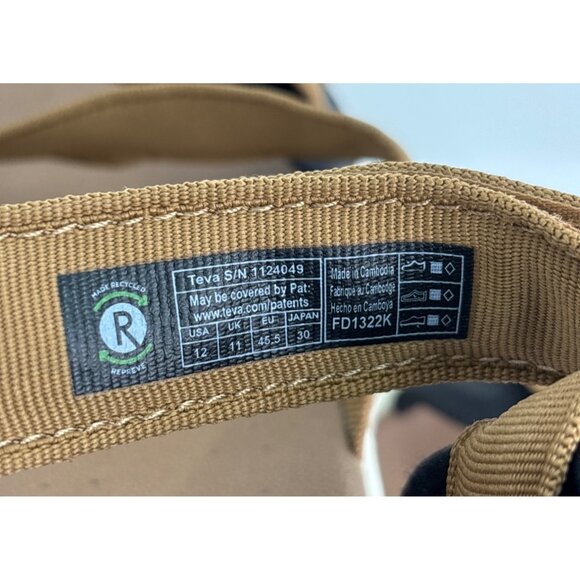 MADE RECYCLED
R
REPREVE
Teva S/N 1124049
May be covered by Pat:
www.teva.com/patents
USA UK EU JAPAN
12 11 45.5 30
Made in Cambodia
Fabriqué au Cambodge
Hecho en Camboya
FD1322K